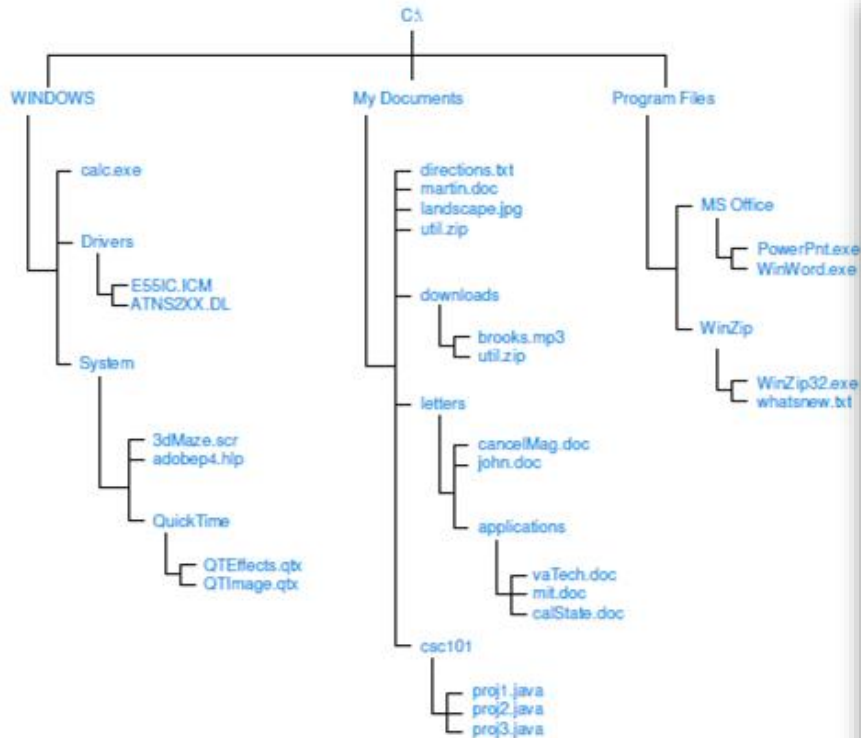 C:\
WINDOWS
calc.exe
Drivers
E55IC.ICM
ATNS2XX.DL
System
3dMaze.scr
adobep4.hlp
QuickTime
QTEffects.qtx
QTImage.qtx
My Documents
directions.txt
martin.doc
landscape.jpg
util.zip
downloads
brooks.mp3
util.zip
letters
cancelMag.doc
john.doc
applications
vaTech.doc
mit.doc
calState.doc
csc101
proj1.java
proj2.java
proj3.java
Program Files
MS Office
PowerPnt.exe
WinWord.exe
WinZip
WinZip32.exe
whatsnew.txt